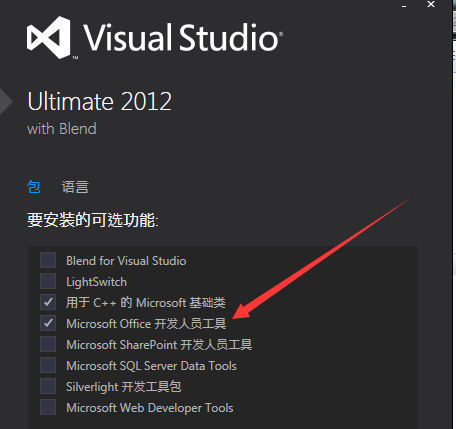 Visual Studio
Ultimate 2012
with Blend
包 语言
要安装的可选功能:
Blend for Visual Studio
LightSwitch
用于 C++ 的 Microsoft 基础类
Microsoft Office 开发人员工具
Microsoft SharePoint 开发人员工具
Microsoft SQL Server Data Tools
Silverlight 开发工具包
Microsoft Web Developer Tools